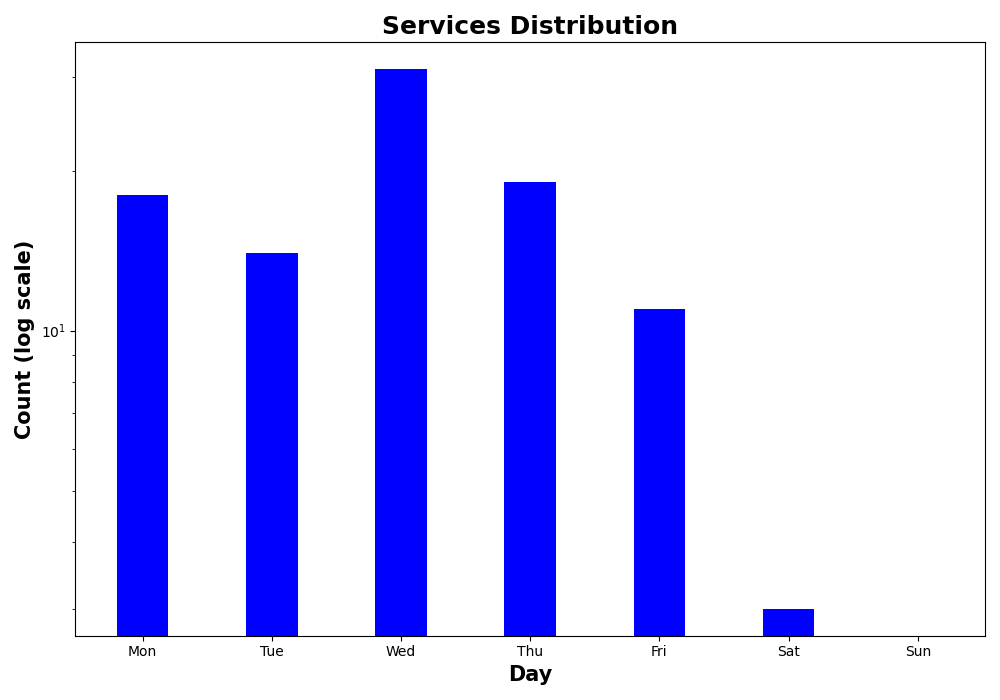 Services Distribution
Count (log scale)
10¹
Mon Tue Wed Thu Fri Sat Sun
Day